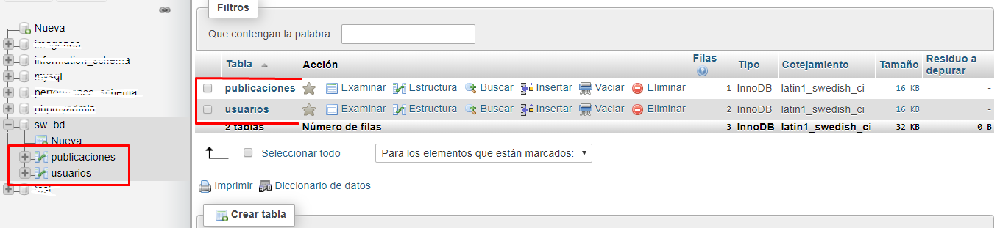 Nueva
imagenes
information_schema
mysql
performance_schema
phpmyadmin
sw_bd
Nueva
publicaciones
usuarios
test
Filtros
Que contengan la palabra:
Tabla Acción Filas Tipo Cotejamiento Tamaño Residuo a depurar
publicaciones Examinar Estructura Buscar Insertar Vaciar Eliminar 1 InnoDB latin1_swedish_ci 16 KB -
usuarios Examinar Estructura Buscar Insertar Vaciar Eliminar 2 InnoDB latin1_swedish_ci 16 KB -
2 tablas Número de filas 3 InnoDB latin1_swedish_ci 32 KB 0 B
Seleccionar todo Para los elementos que están marcados:
Imprimir Diccionario de datos
Crear tabla